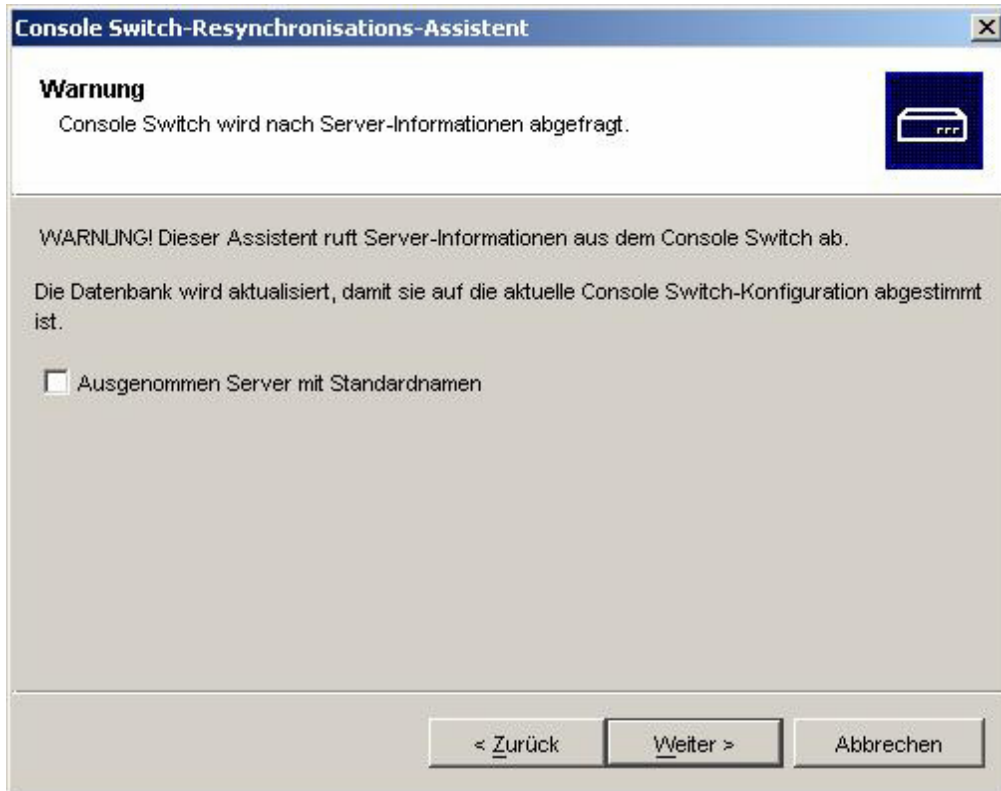 Console Switch-Resynchronisations-Assistent
Warnung
Console Switch wird nach Server-Informationen abgefragt.
WARNUNG! Dieser Assistent ruft Server-Informationen aus dem Console Switch ab.
Die Datenbank wird aktualisiert, damit sie auf die aktuelle Console Switch-Konfiguration abgestimmt
ist.
Ausgenommen Server mit Standardnamen
< Zurück
Weiter >
Abbrechen